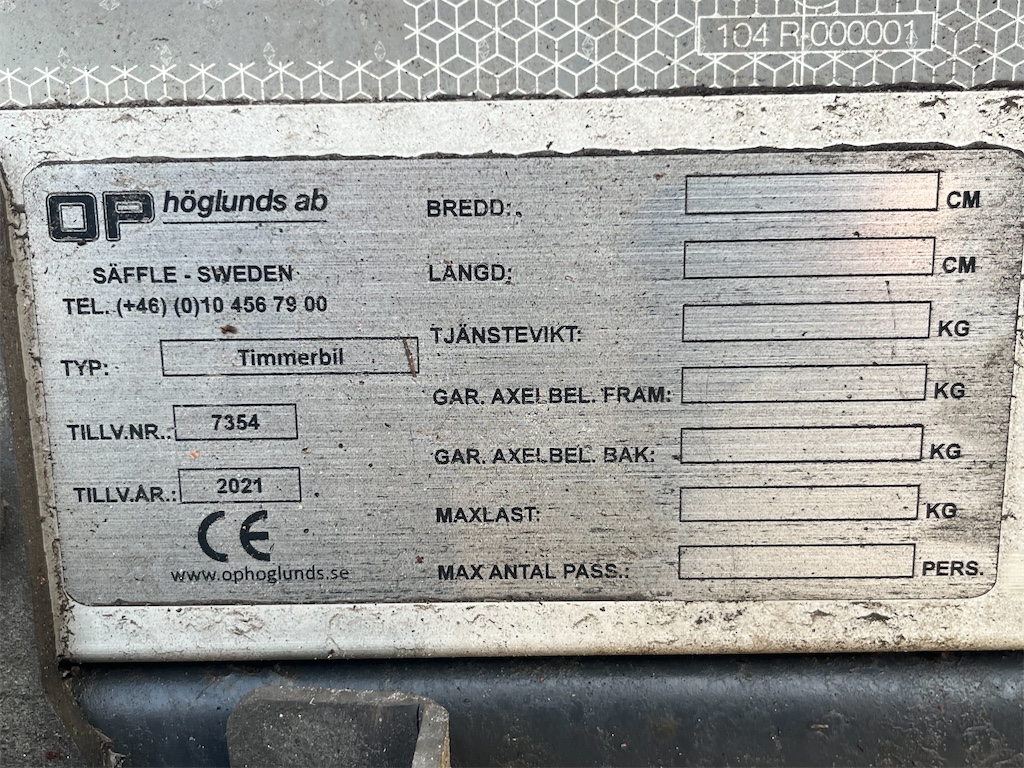 104 R-000001
OP höglunds ab
SÄFFLE - SWEDEN
TEL. (+46) (0)10 456 79 00
TYP: Timmerbil
TILLV.NR.: 7354
TILLV.ÅR.: 2021
CE
www.ophoglunds.se
BREDD: CM
LÄNGD: CM
TJÄNSTEVIKT: KG
GAR. AXELBEL. FRAM: KG
GAR. AXELBEL. BAK: KG
MAXLAST: KG
MAX ANTAL PASS.: PERS.